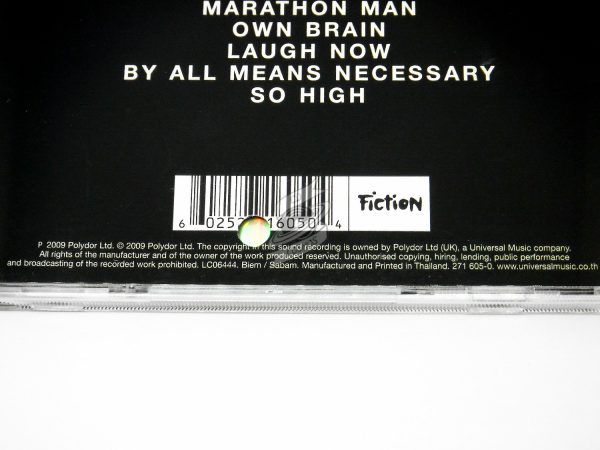 MARATHON MAN
OWN BRAIN
LAUGH NOW
BY ALL MEANS NECESSARY
SO HIGH
Fiction
6 0252 16050 4
P 2009 Polydor Ltd. © 2009 Polydor Ltd. The copyright in this sound recording is owned by Polydor Ltd (UK), a Universal Music company.
All rights of the manufacturer and of the owner of the work produced reserved. Unauthorised copying, hiring, lending, public performance
and broadcasting of the recorded work prohibited. LC06444. Biem / Sabam. Manufactured and Printed in Thailand. 271 605-0. www.universalmusic.co.th